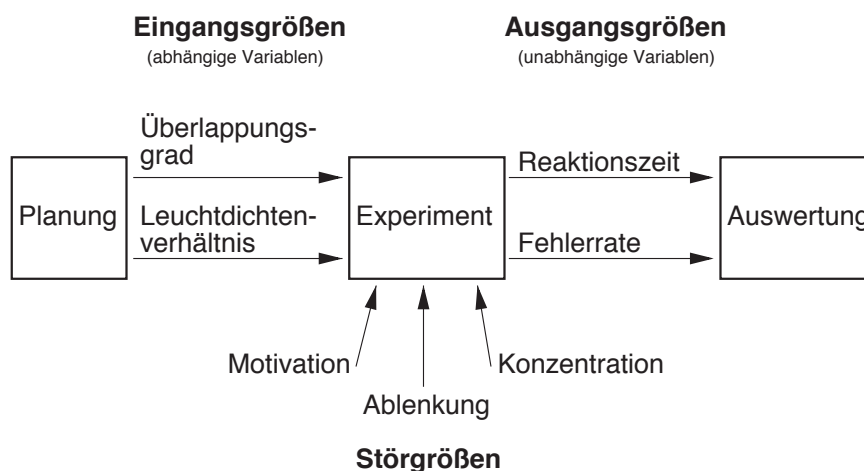 Eingangsgrößen
(abhängige Variablen)
Ausgangsgrößen
(unabhängige Variablen)
Planung
Überlappungs-
grad
Leuchtdichten-
verhältnis
Experiment
Reaktionszeit
Fehlerrate
Auswertung
Motivation
Ablenkung
Konzentration
Störgrößen